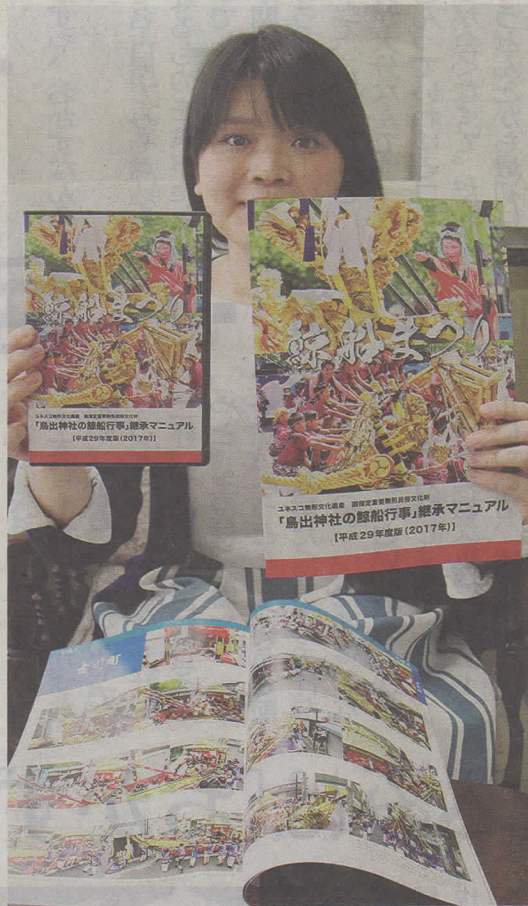 鯨船まつり
ユネスコ無形文化遺産 国指定重要無形民俗文化財
「鳥出神社の鯨船行事」継承マニュアル
【平成29年度版(2017年)】
鯨船まつり
ユネスコ無形文化遺産 国指定重要無形民俗文化財
「鳥出神社の鯨船行事」継承マニュアル
【平成29年度版(2017年)】